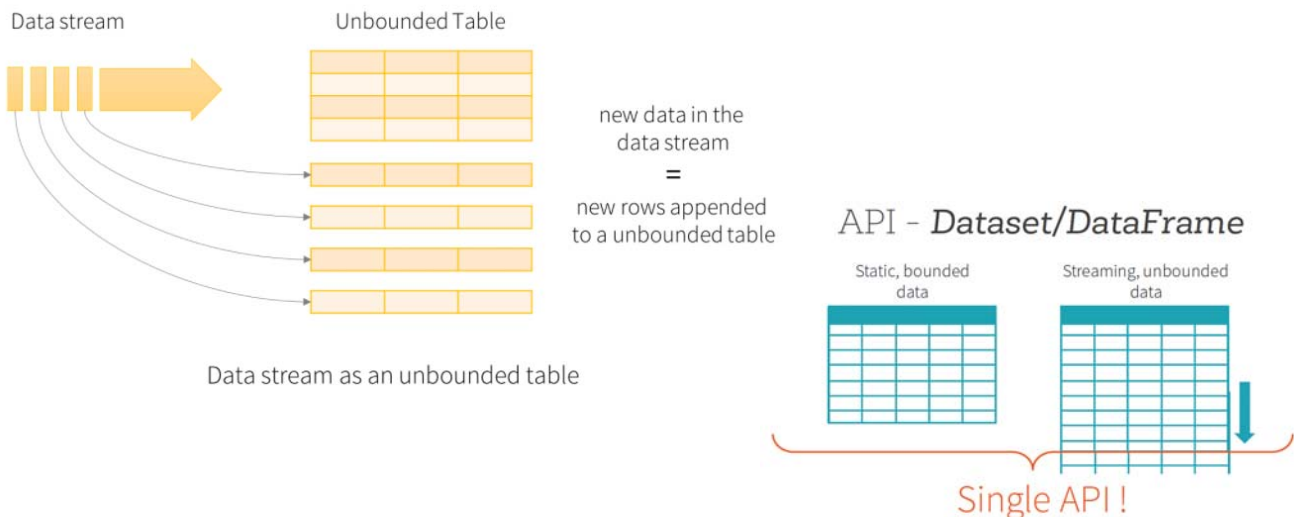 Data stream
Unbounded Table
new data in the
data stream
=
new rows appended
to a unbounded table
Data stream as an unbounded table
API - Dataset/DataFrame
Static, bounded
data
Streaming, unbounded
data
Single API !